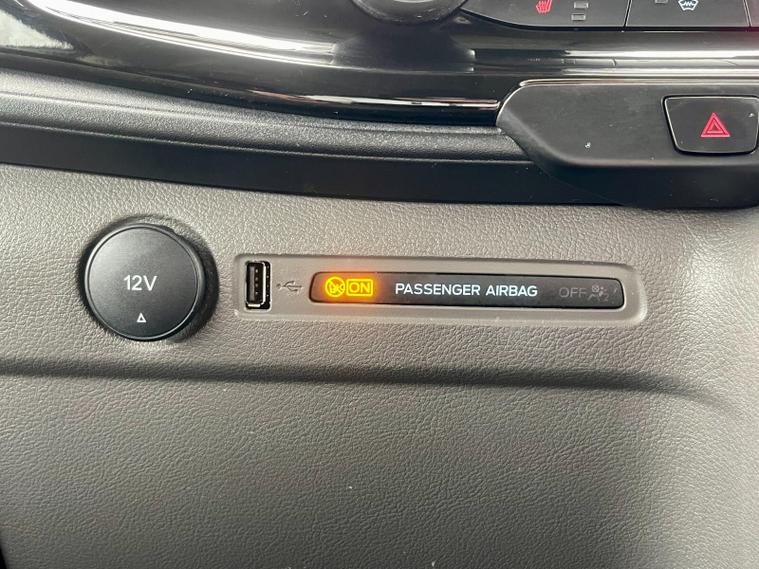 12V
ON PASSENGER AIRBAG OFF